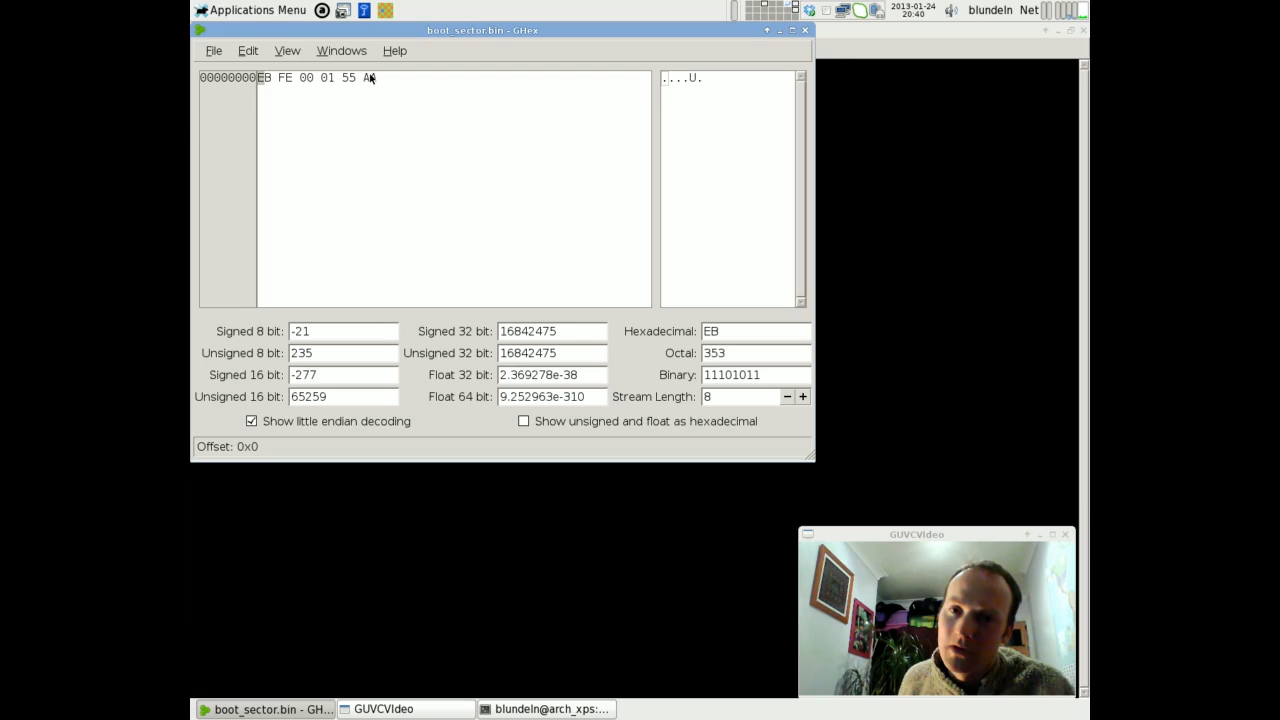 Applications Menu
2013-01-24
20:40
blundeln Net
boot_sector.bin - GHex
File Edit View Windows Help
00000000 EB FE 00 01 55 AA ....U.
Signed 8 bit: -21 Signed 32 bit: 16842475 Hexadecimal: EB
Unsigned 8 bit: 235 Unsigned 32 bit: 16842475 Octal: 353
Signed 16 bit: -277 Float 32 bit: 2.369278e-38 Binary: 11101011
Unsigned 16 bit: 65259 Float 64 bit: 9.252963e-310 Stream Length: 8
Show little endian decoding Show unsigned and float as hexadecimal
Offset: 0x0
GUVCVideo
boot_sector.bin - GH... GUVCVideo blundeln@arch_xps:...